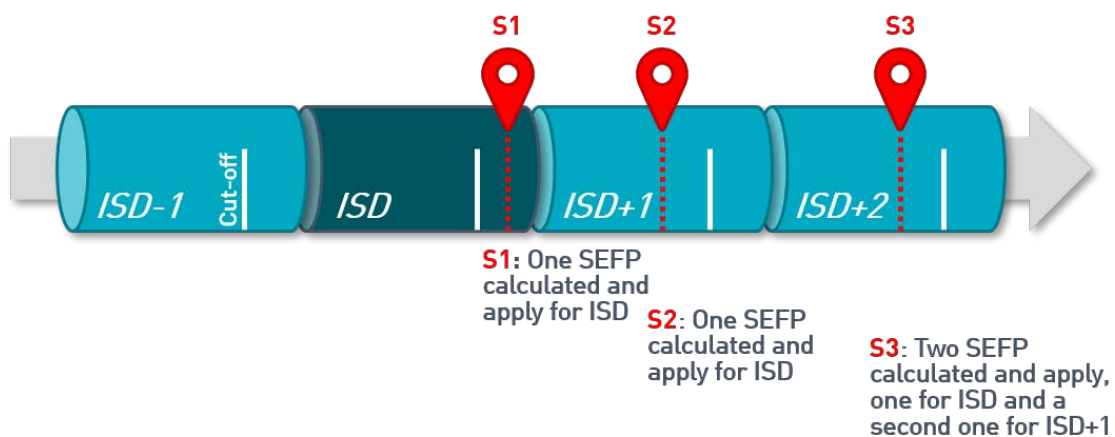 S1
S2
S3
ISD-1
Cut-off
ISD
ISD+1
ISD+2
S1: One SEFP
calculated and
apply for ISD
S2: One SEFP
calculated and
apply for ISD
S3: Two SEFP
calculated and apply,
one for ISD and a
second one for ISD+1